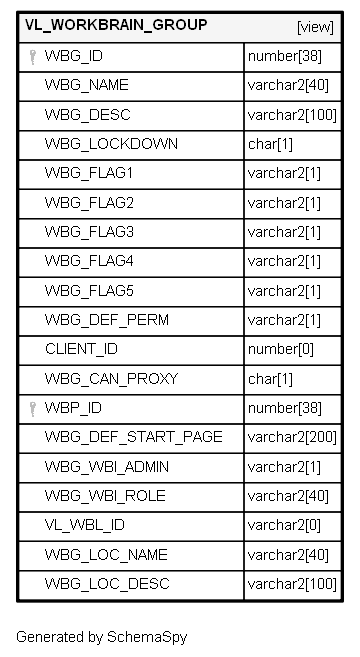 VL_WORKBRAIN_GROUP [view]
WBG_ID number[38]
WBG_NAME varchar2[40]
WBG_DESC varchar2[100]
WBG_LOCKDOWN char[1]
WBG_FLAG1 varchar2[1]
WBG_FLAG2 varchar2[1]
WBG_FLAG3 varchar2[1]
WBG_FLAG4 varchar2[1]
WBG_FLAG5 varchar2[1]
WBG_DEF_PERM varchar2[1]
CLIENT_ID number[0]
WBG_CAN_PROXY char[1]
WBP_ID number[38]
WBG_DEF_START_PAGE varchar2[200]
WBG_WBI_ADMIN varchar2[1]
WBG_WBI_ROLE varchar2[40]
VL_WBL_ID varchar2[0]
WBG_LOC_NAME varchar2[40]
WBG_LOC_DESC varchar2[100]
Generated by SchemaSpy